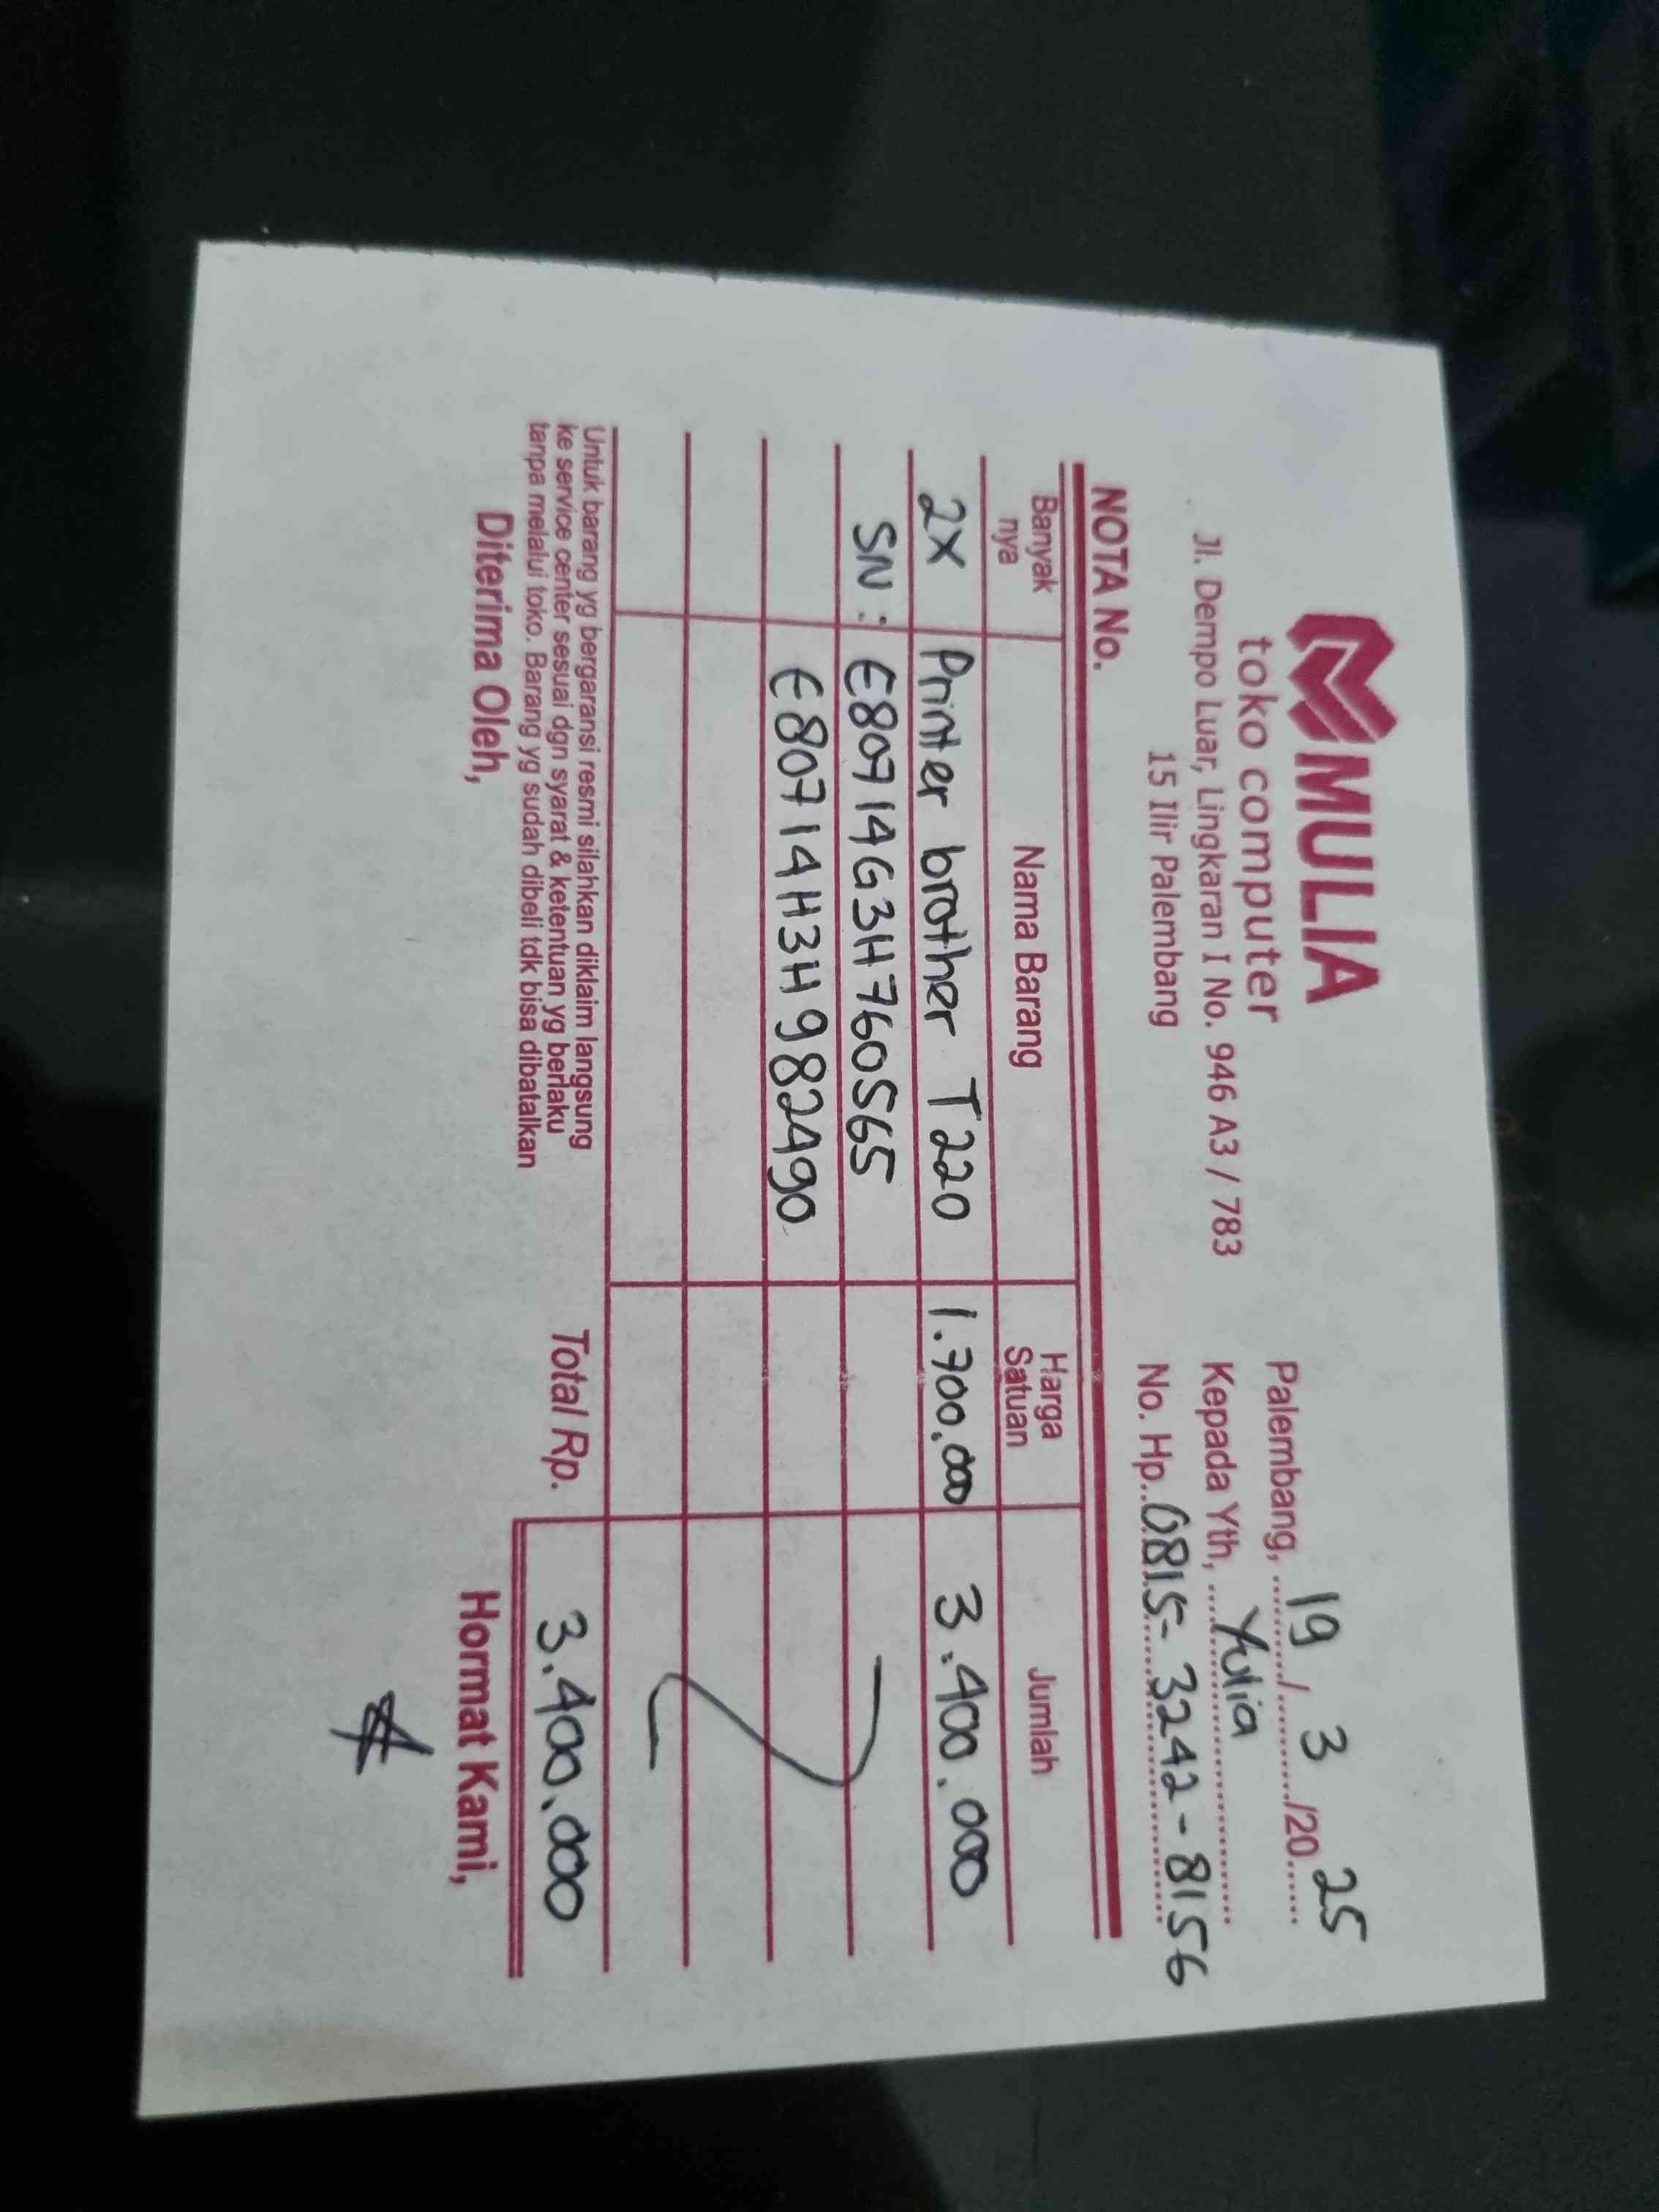 MULIA
toko computer
Jl. Dempo Luar, Lingkaran I No. 946 A3 / 783
15 Ilir Palembang
Palembang, 19 / 3 /20 25
Kepada Yth, Yulia
No. Hp. 0815-3242-8156
NOTA No.
Banyak nya Nama Barang Harga Satuan Jumlah
2x Printer brother T220 1.700.000 3.400.000
SN : E80714G3H760565
E80714H3H982490
Untuk barang yg bergaransi resmi silahkan diklaim langsung
ke service center sesuai dgn syarat & ketentuan yg berlaku
tanpa melalui toko. Barang yg sudah dibeli tdk bisa dibatalkan
Total Rp. 3.400.000
Diterima Oleh, Hormat Kami,